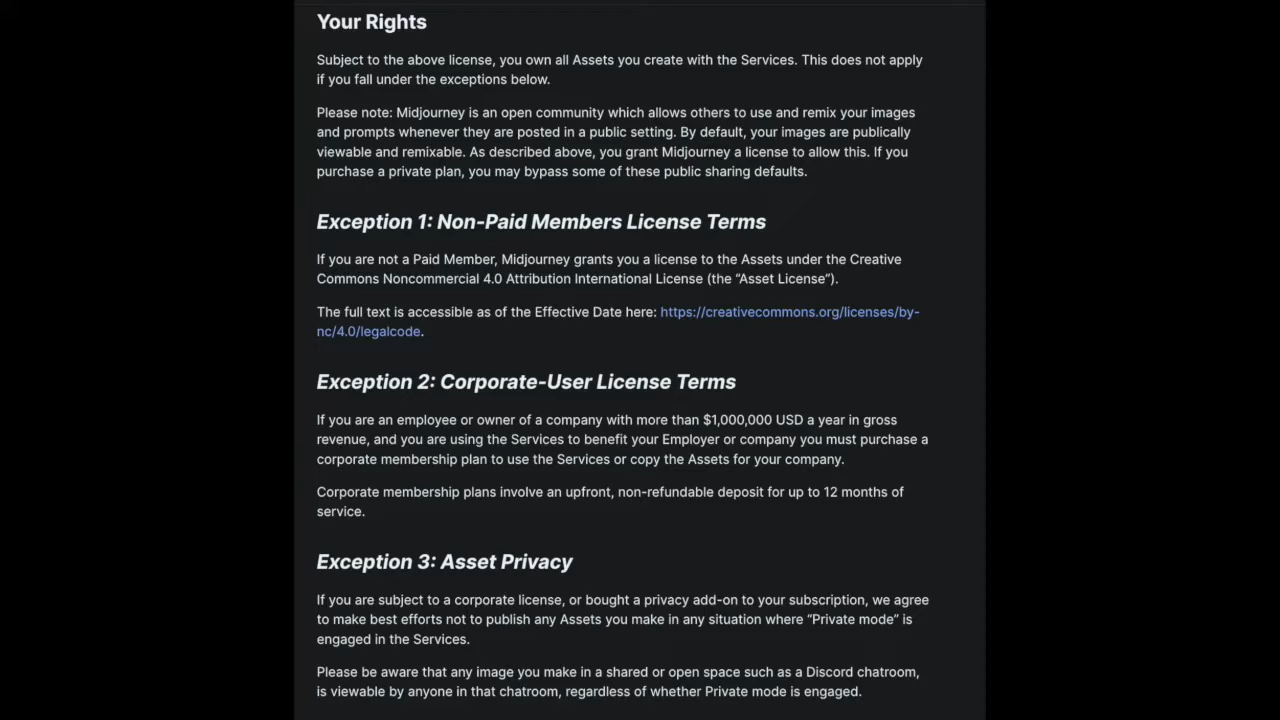 Your Rights
Subject to the above license, you own all Assets you create with the Services. This does not apply
if you fall under the exceptions below.
Please note: Midjourney is an open community which allows others to use and remix your images
and prompts whenever they are posted in a public setting. By default, your images are publically
viewable and remixable. As described above, you grant Midjourney a license to allow this. If you
purchase a private plan, you may bypass some of these public sharing defaults.
Exception 1: Non-Paid Members License Terms
If you are not a Paid Member, Midjourney grants you a license to the Assets under the Creative
Commons Noncommercial 4.0 Attribution International License (the “Asset License”).
The full text is accessible as of the Effective Date here: https://creativecommons.org/licenses/by-
nc/4.0/legalcode.
Exception 2: Corporate-User License Terms
If you are an employee or owner of a company with more than $1,000,000 USD a year in gross
revenue, and you are using the Services to benefit your Employer or company you must purchase a
corporate membership plan to use the Services or copy the Assets for your company.
Corporate membership plans involve an upfront, non-refundable deposit for up to 12 months of
service.
Exception 3: Asset Privacy
If you are subject to a corporate license, or bought a privacy add-on to your subscription, we agree
to make best efforts not to publish any Assets you make in any situation where ”Private mode” is
engaged in the Services.
Please be aware that any image you make in a shared or open space such as a Discord chatroom,
is viewable by anyone in that chatroom, regardless of whether Private mode is engaged.